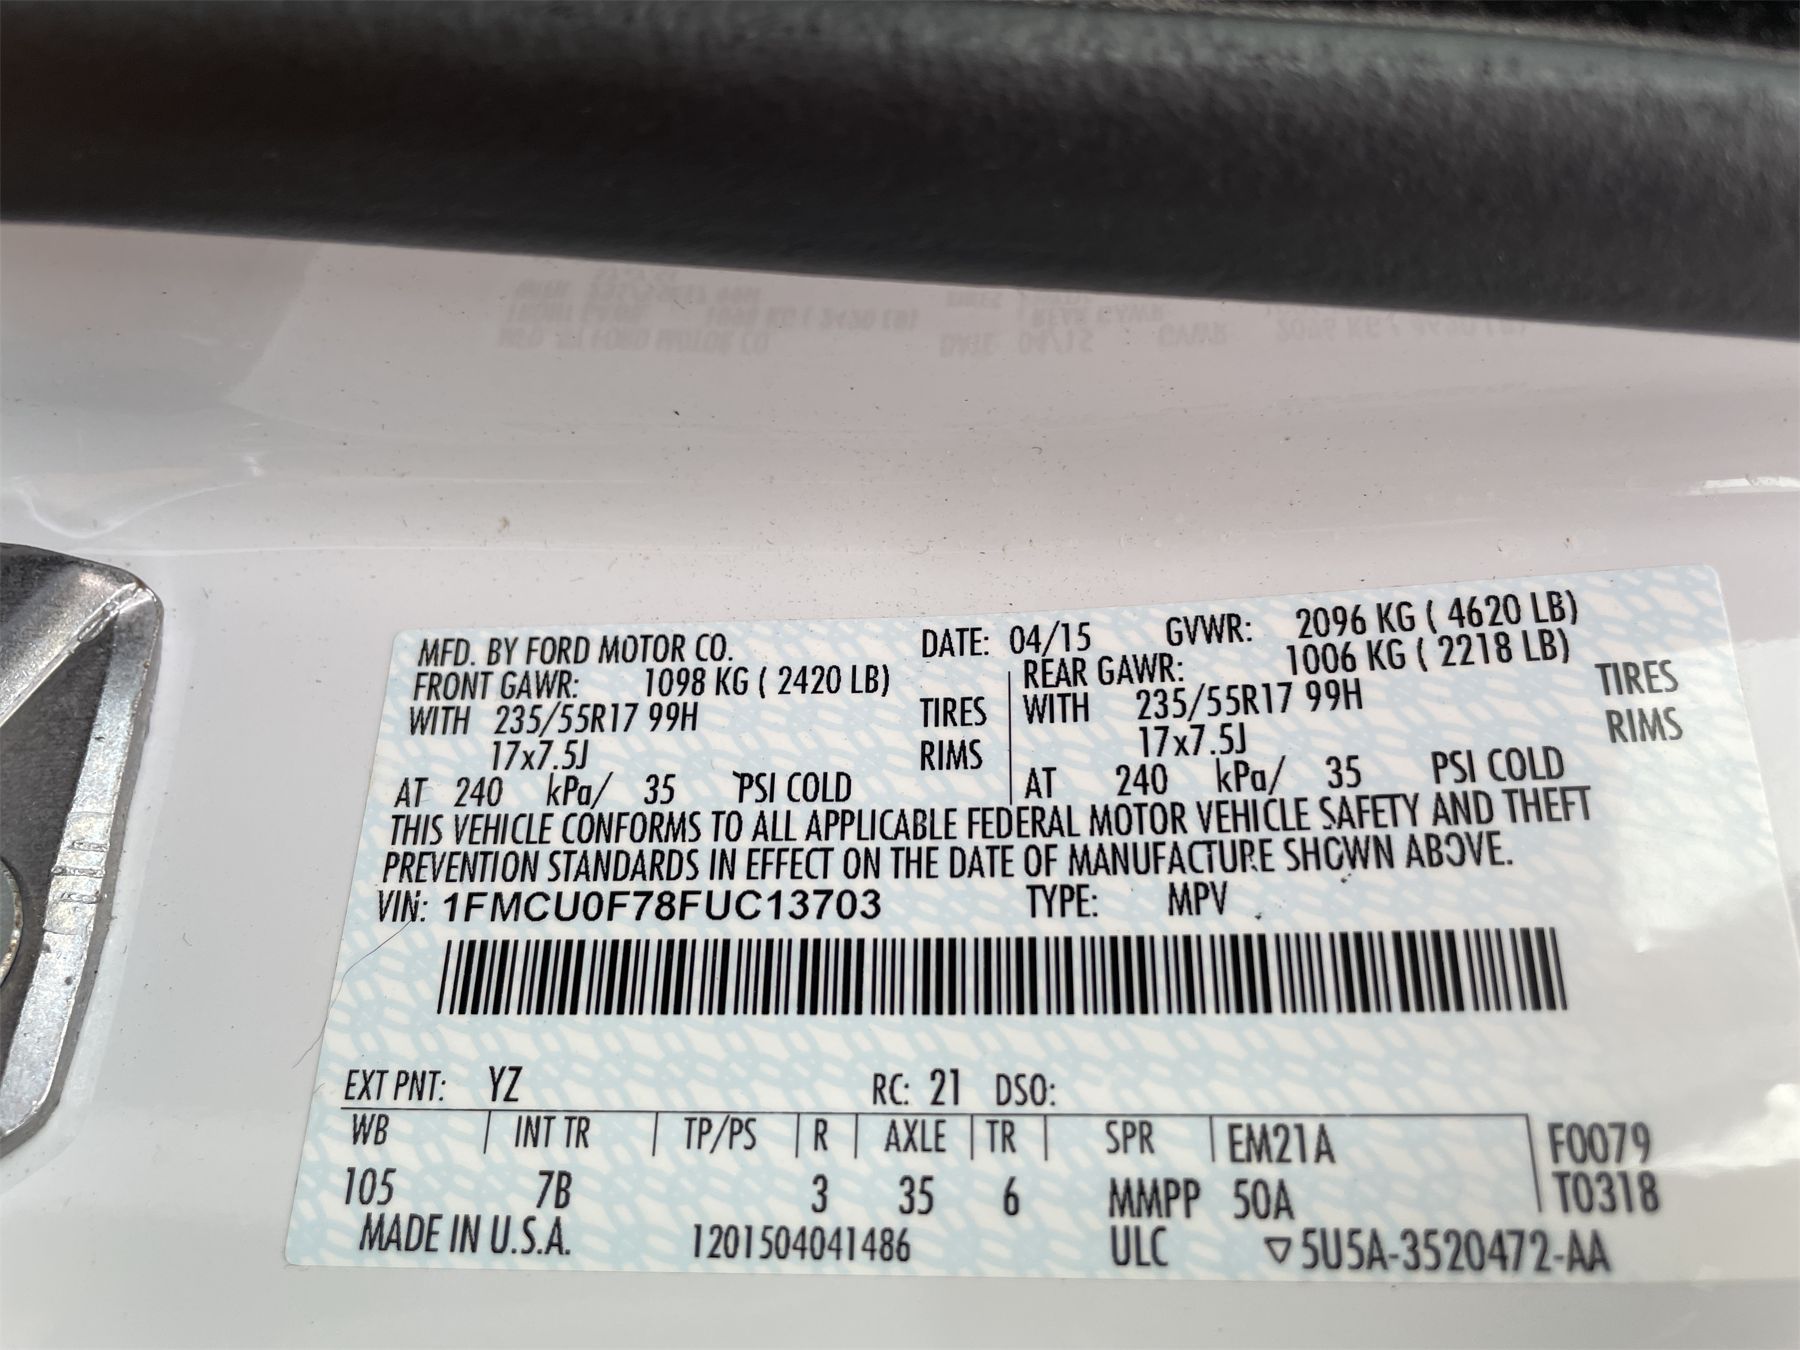 MFD. BY FORD MOTOR CO. DATE: 04/15 GVWR: 2096 KG ( 4620 LB)
FRONT GAWR: 1098 KG ( 2420 LB) REAR GAWR: 1006 KG ( 2218 LB)
WITH 235/55R17 99H TIRES WITH 235/55R17 99H TIRES
17x7.5J RIMS 17x7.5J RIMS
AT 240 kPa/ 35 PSI COLD AT 240 kPa/ 35 PSI COLD
THIS VEHICLE CONFORMS TO ALL APPLICABLE FEDERAL MOTOR VEHICLE SAFETY AND THEFT
PREVENTION STANDARDS IN EFFECT ON THE DATE OF MANUFACTURE SHOWN ABOVE.
VIN: 1FMCU0F78FUC13703 TYPE: MPV
EXT PNT: YZ RC: 21 DSO:
WB INT TR TP/PS R AXLE TR SPR EM21A F0079
105 7B 3 35 6 MMPP 50A T0318
MADE IN U.S.A. 1201504041486 ULC ▽5U5A-3520472-AA